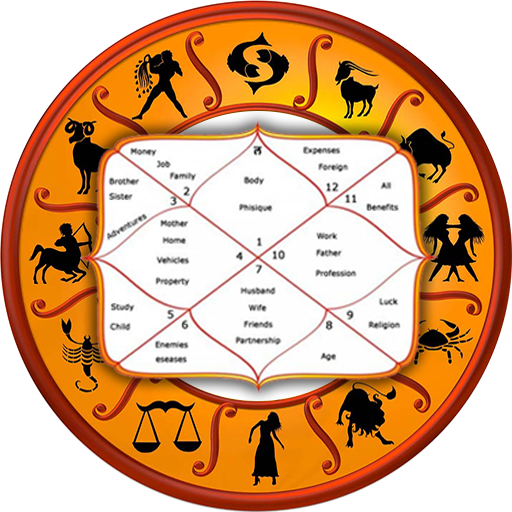 Money
Job
Family
2
Brother
Sister
3
Adventures
Body
Phisique
1
Expenses
Foreign
12
11
All
Benefits
Mother
Home
Vehicles
Property
4
10
7
Work
Father
Profession
Study
Child
5
6
Enemies
eseases
Husband
Wife
Friends
Partnership
8
Age
9
Luck
Religion